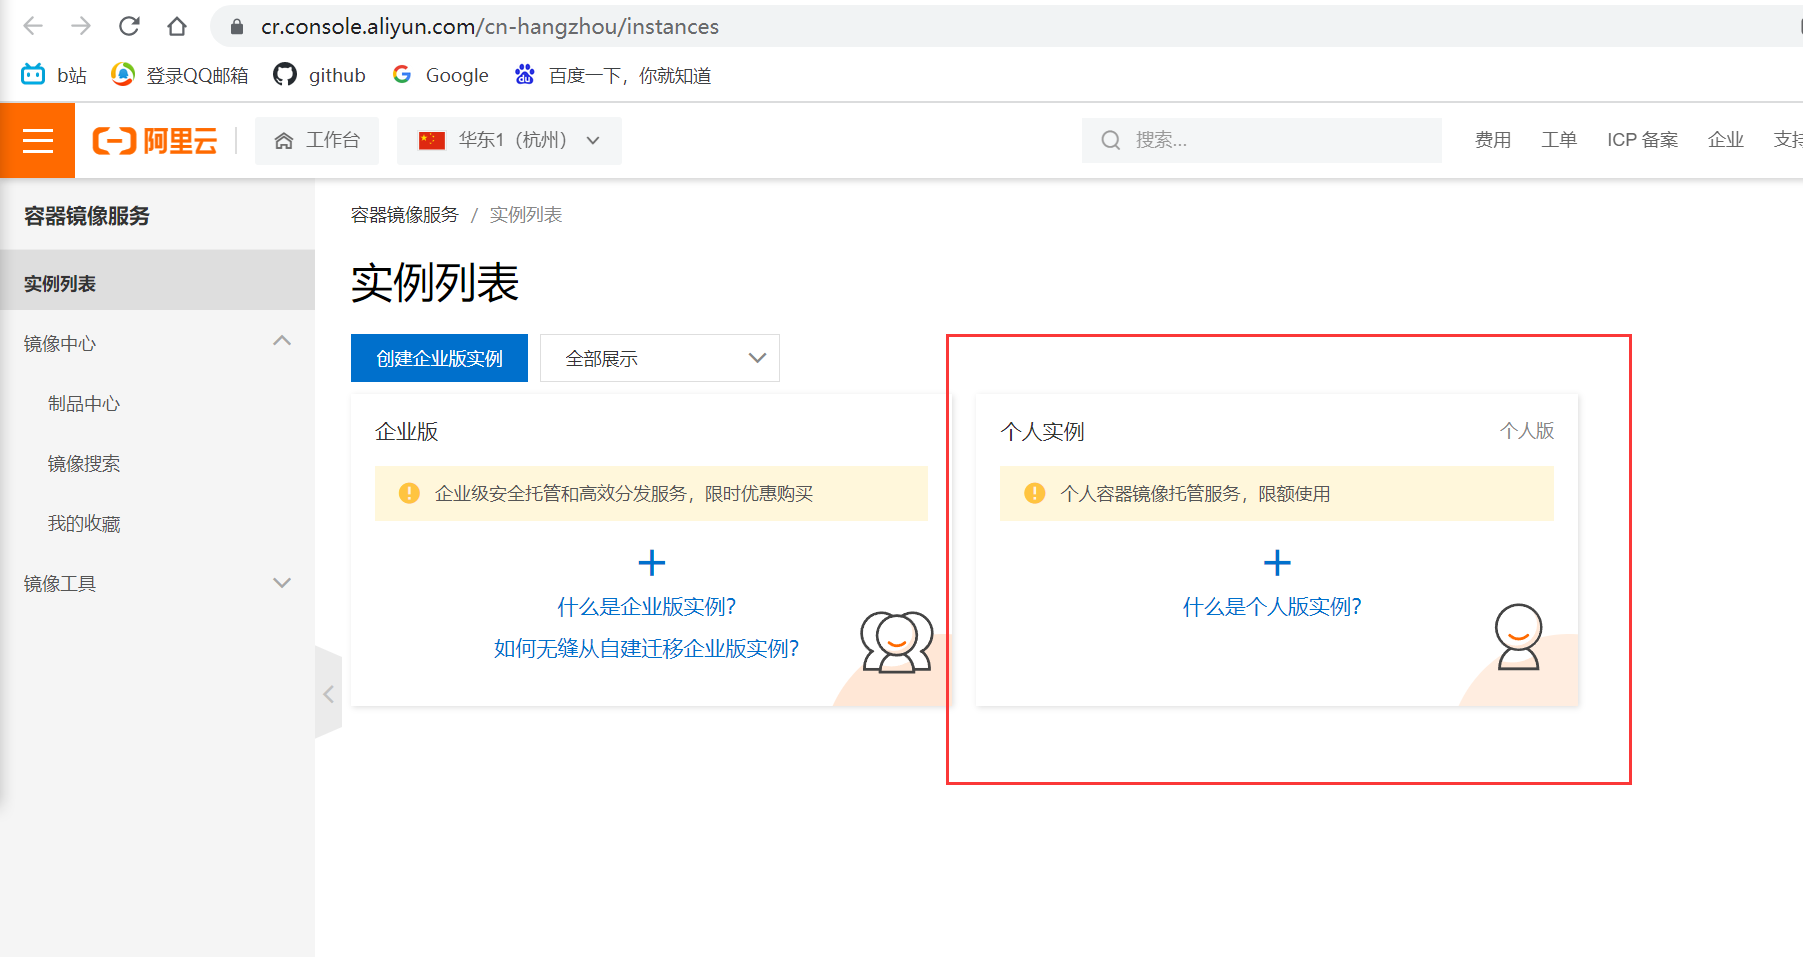 cr.console.aliyun.com/cn-hangzhou/instances
b站 登录QQ邮箱 github Google 百度一下，你就知道
阿里云 工作台 华东1（杭州） 搜索... 费用 工单 ICP 备案 企业 支持
容器镜像服务
实例列表
镜像中心
制品中心
镜像搜索
我的收藏
镜像工具
容器镜像服务 / 实例列表
实例列表
创建企业版实例 全部展示
企业版
企业级安全托管和高效分发服务，限时优惠购买
什么是企业版实例？
如何无缝从自建迁移企业版实例？
个人实例 个人版
个人容器镜像托管服务，限额使用
什么是个人版实例？